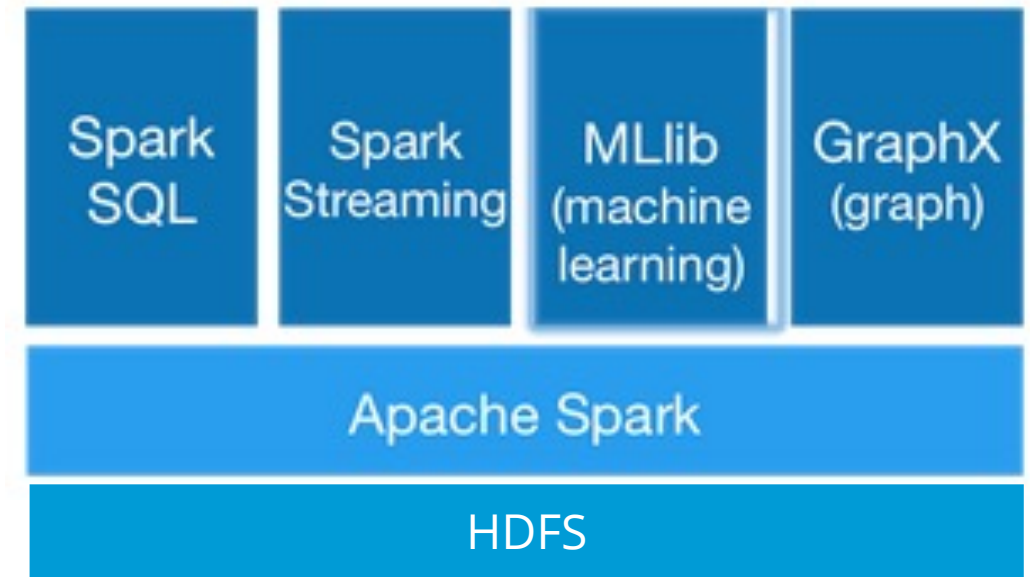 Spark
SQL
Spark
Streaming
MLlib
(machine
learning)
GraphX
(graph)
Apache Spark
HDFS